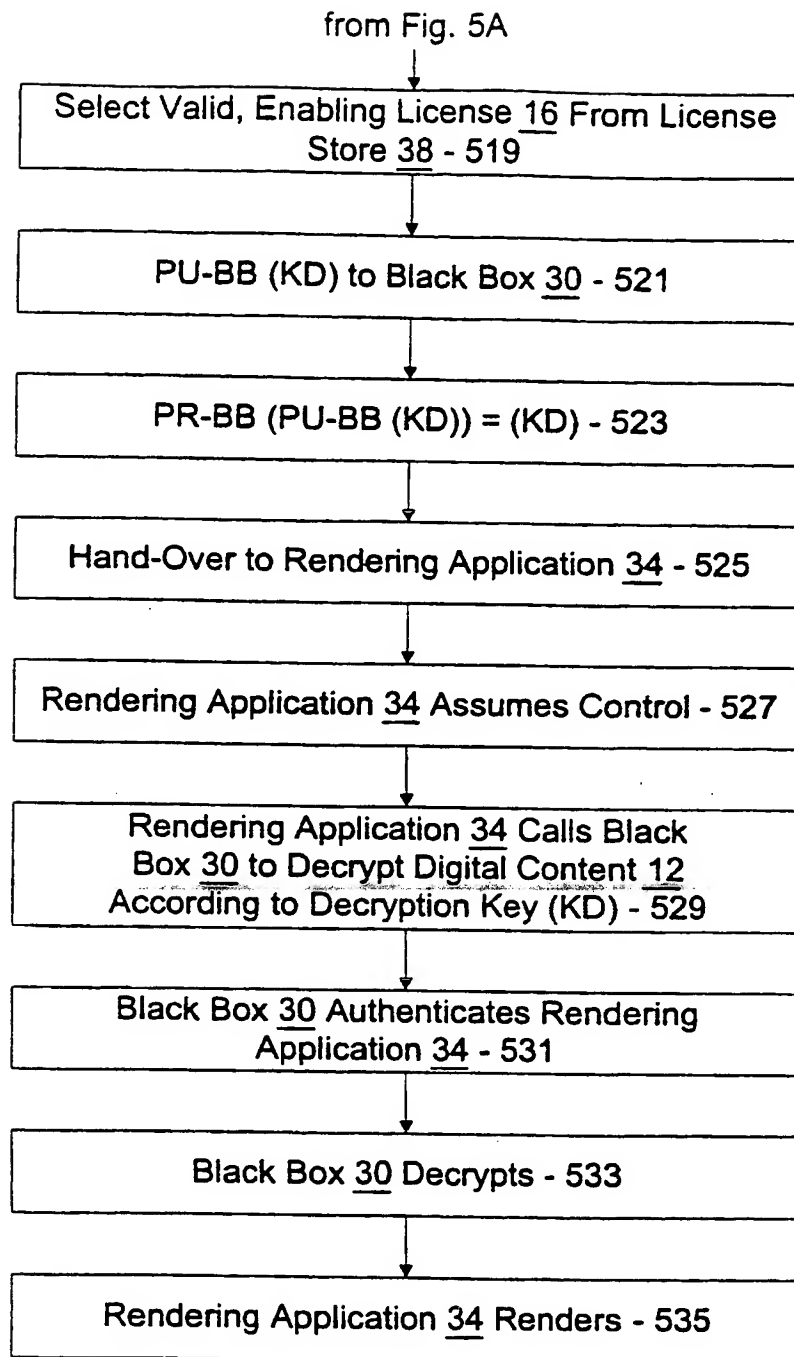 from Fig. 5A
Select Valid, Enabling License 16 From License
Store 38 - 519
PU-BB (KD) to Black Box 30 - 521
PR-BB (PU-BB (KD)) = (KD) - 523
Hand-Over to Rendering Application 34 - 525
Rendering Application 34 Assumes Control - 527
Rendering Application 34 Calls Black
Box 30 to Decrypt Digital Content 12
According to Decryption Key (KD) - 529
Black Box 30 Authenticates Rendering
Application 34 - 531
Black Box 30 Decrypts - 533
Rendering Application 34 Renders - 535